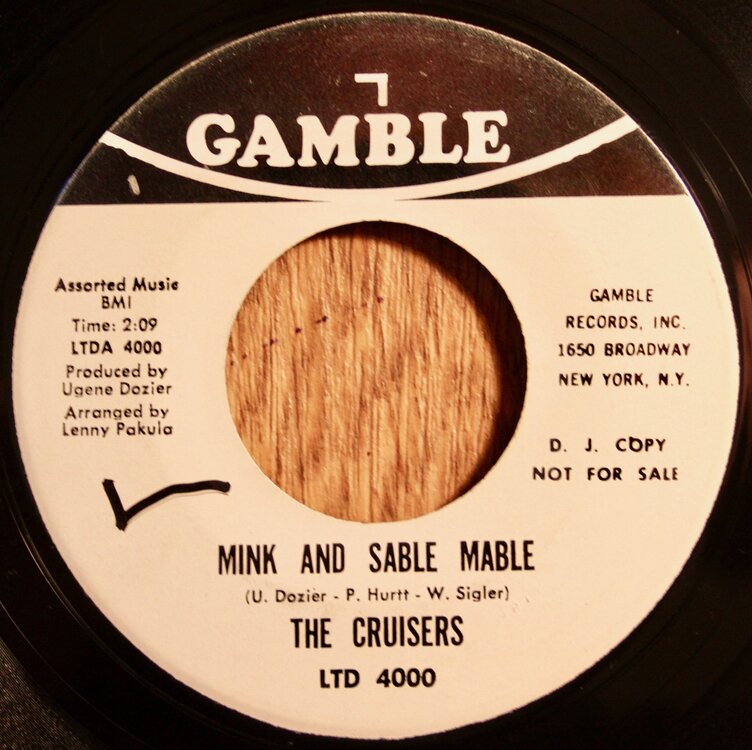 GAMBLE
Assorted Music
BMI
Time: 2:09
LTDA 4000
Produced by
Ugene Dozier
Arranged by
Lenny Pakula
GAMBLE
RECORDS, INC.
1650 BROADWAY
NEW YORK, N.Y.
D. J. COPY
NOT FOR SALE
MINK AND SABLE MABLE
(U. Dozier - P. Hurtt - W. Sigler)
THE CRUISERS
LTD 4000